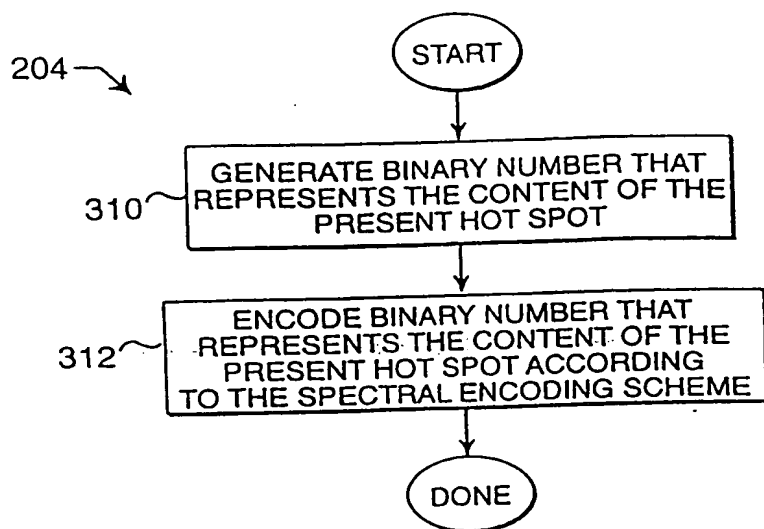 START
204
GENERATE BINARY NUMBER THAT
REPRESENTS THE CONTENT OF THE
PRESENT HOT SPOT
310
ENCODE BINARY NUMBER THAT
REPRESENTS THE CONTENT OF THE
PRESENT HOT SPOT ACCORDING
TO THE SPECTRAL ENCODING SCHEME
312
DONE